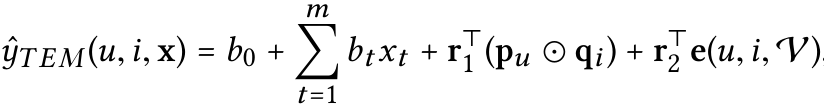 ŷ_{TEM}(u, i, 𝐱) = b_0 + ∑_{t=1}^{m} b_t x_t + 𝐫_1^⊤(𝐩_u ⊙ 𝐪_i) + 𝐫_2^⊤𝐞(u, i, 𝒱).